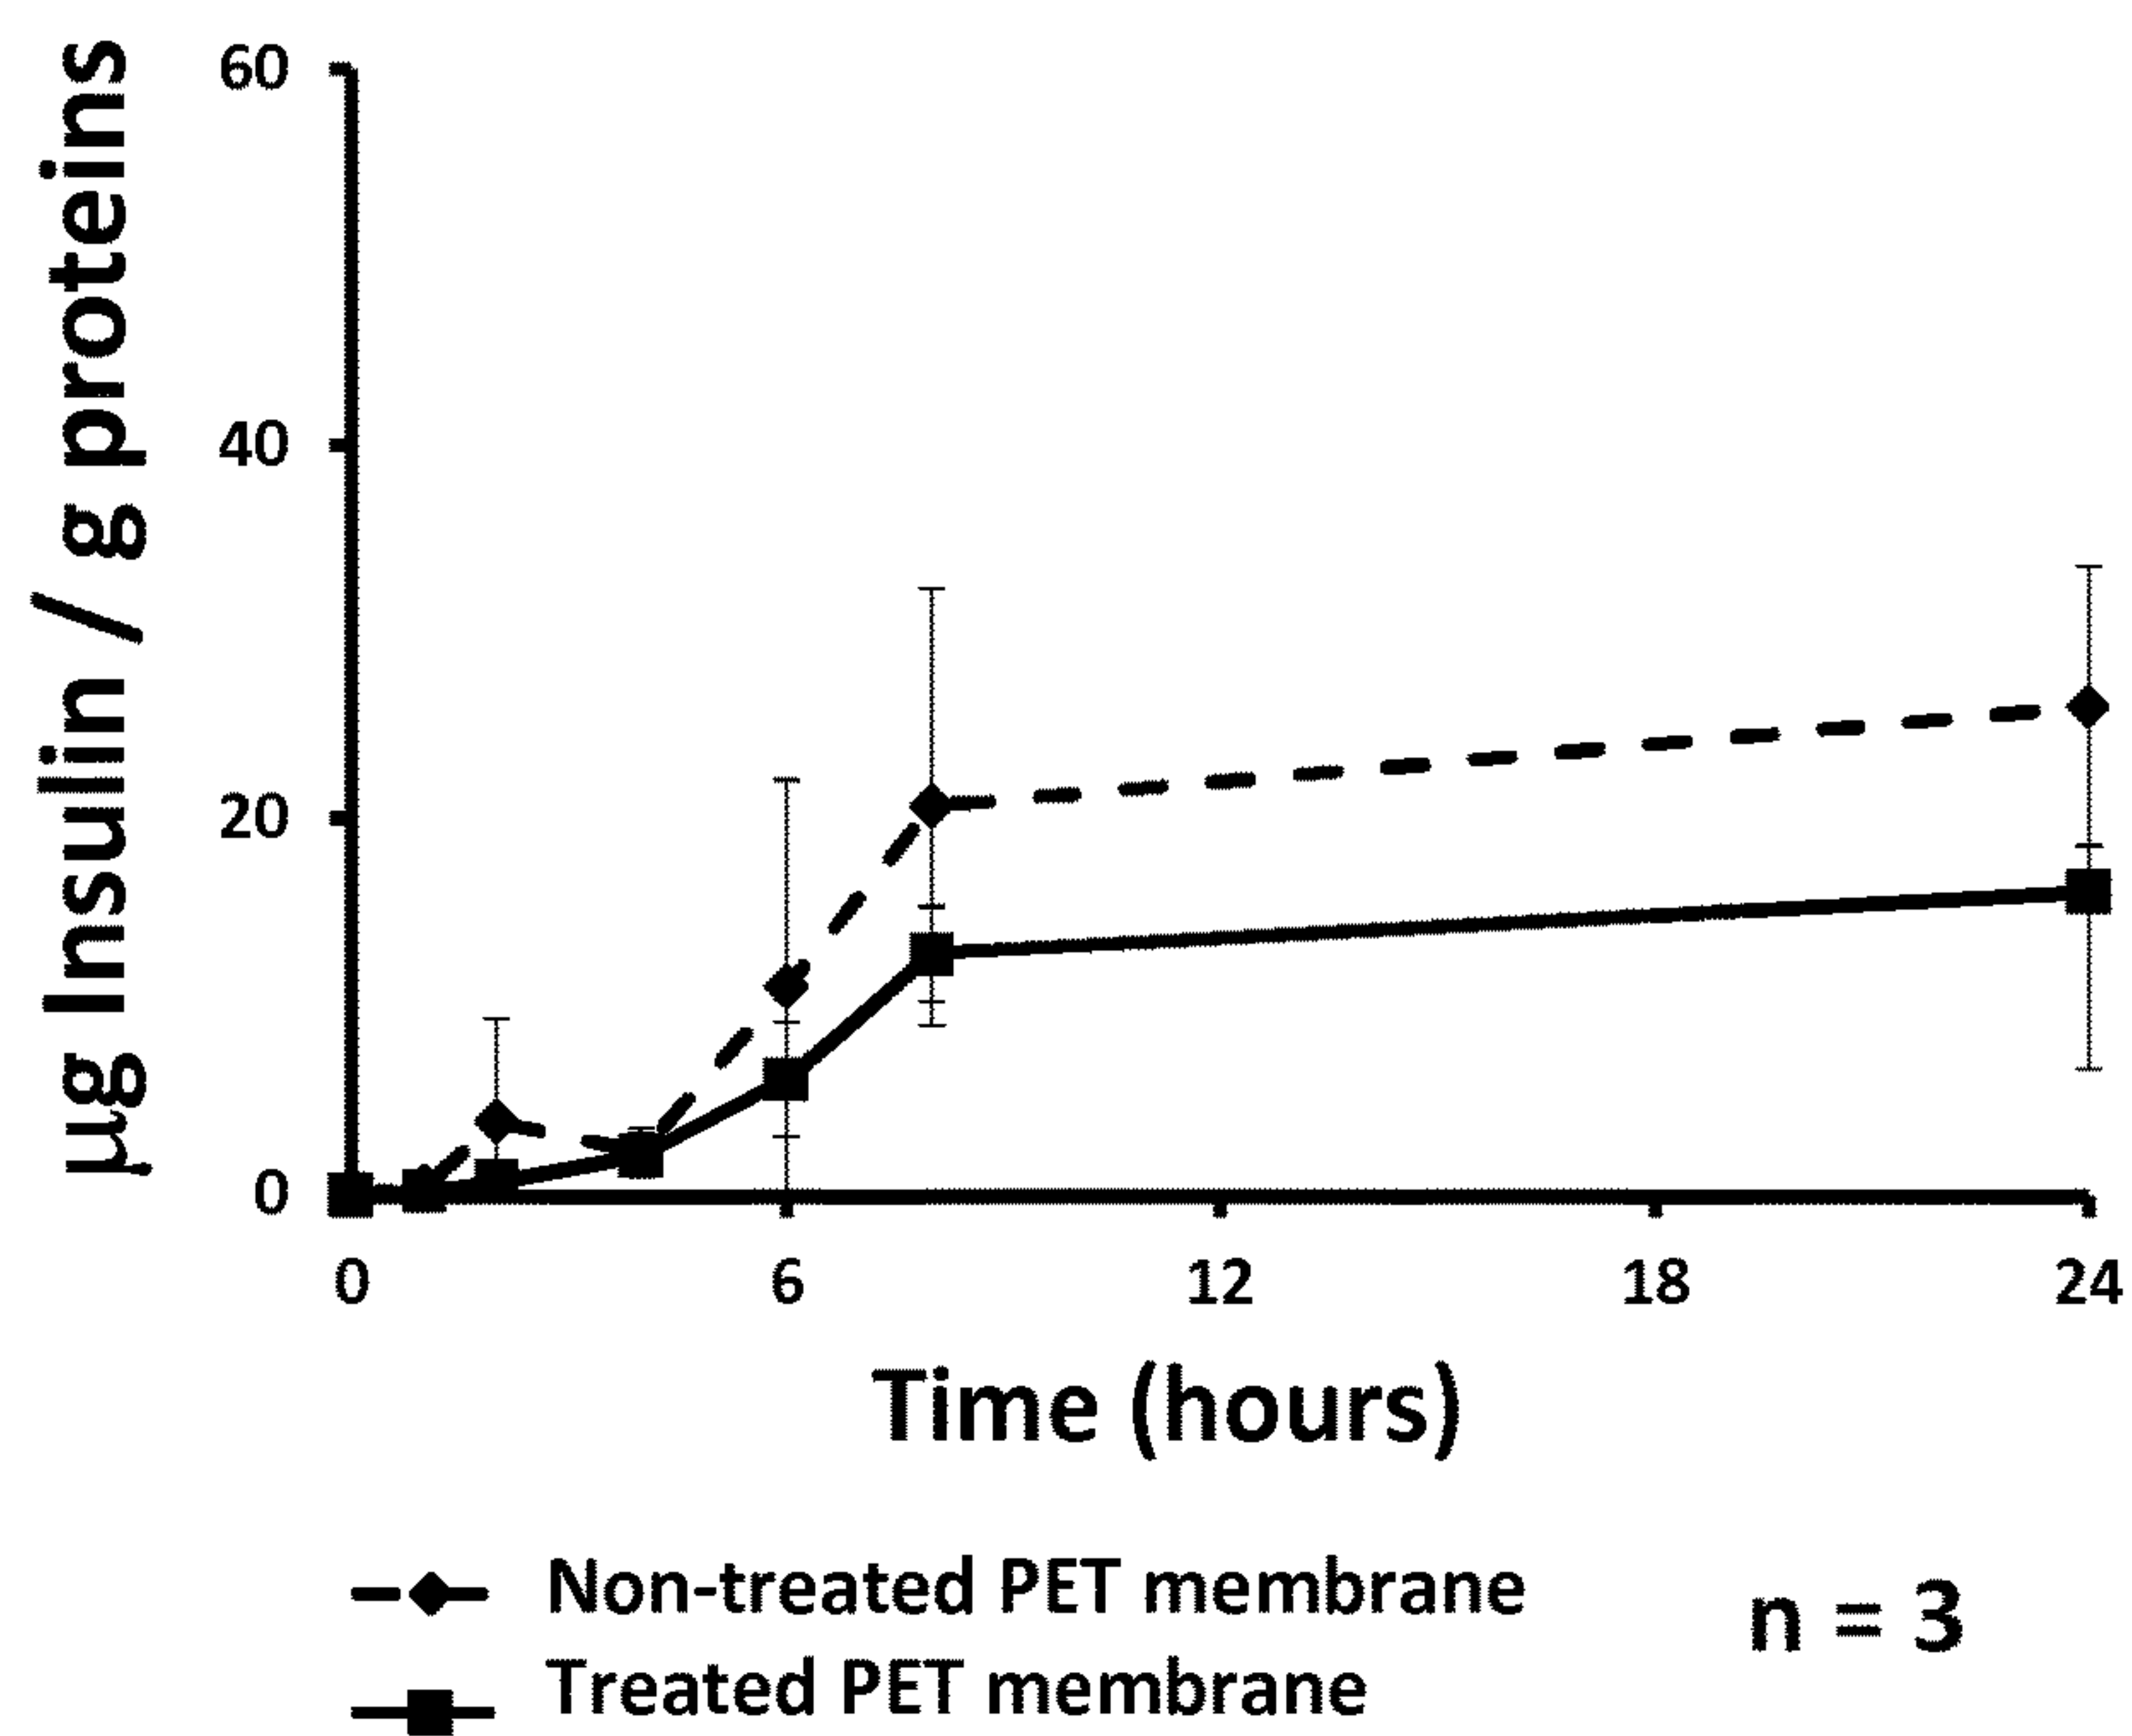 µg Insulin / g proteins
60
40
20
0
0 6 12 18 24
Time (hours)
Non-treated PET membrane
Treated PET membrane
n = 3